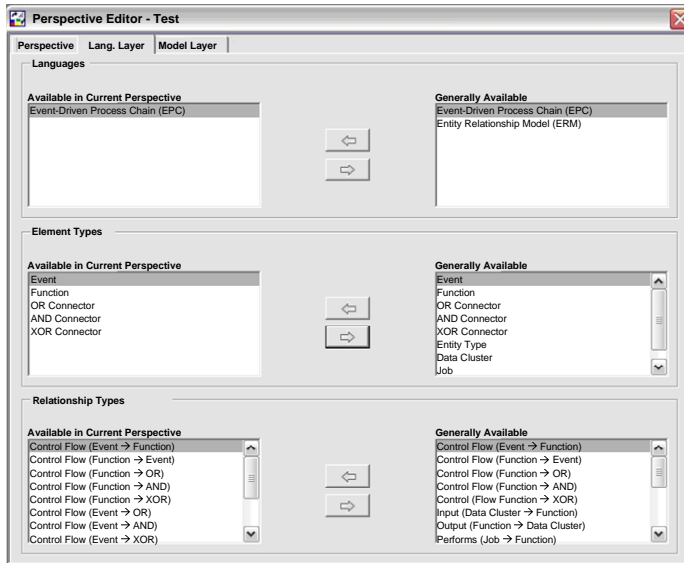 Perspective Editor - Test
Perspective Lang. Layer Model Layer
Languages
Available in Current Perspective
Event-Driven Process Chain (EPC)
Generally Available
Event-Driven Process Chain (EPC)
Entity Relationship Model (ERM)
Element Types
Available in Current Perspective
Event
Function
OR Connector
AND Connector
XOR Connector
Generally Available
Event
Function
OR Connector
AND Connector
XOR Connector
Entity Type
Data Cluster
Job
Relationship Types
Available in Current Perspective
Control Flow (Event → Function)
Control Flow (Function → Event)
Control Flow (Function → OR)
Control Flow (Function → AND)
Control Flow (Function → XOR)
Control Flow (Event → OR)
Control Flow (Event → AND)
Control Flow (Event → XOR)
Generally Available
Control Flow (Event → Function)
Control Flow (Function → Event)
Control Flow (Function → OR)
Control Flow (Function → AND)
Control (Flow Function → XOR)
Input (Data Cluster → Function)
Output (Function → Data Cluster)
Performs (Job → Function)